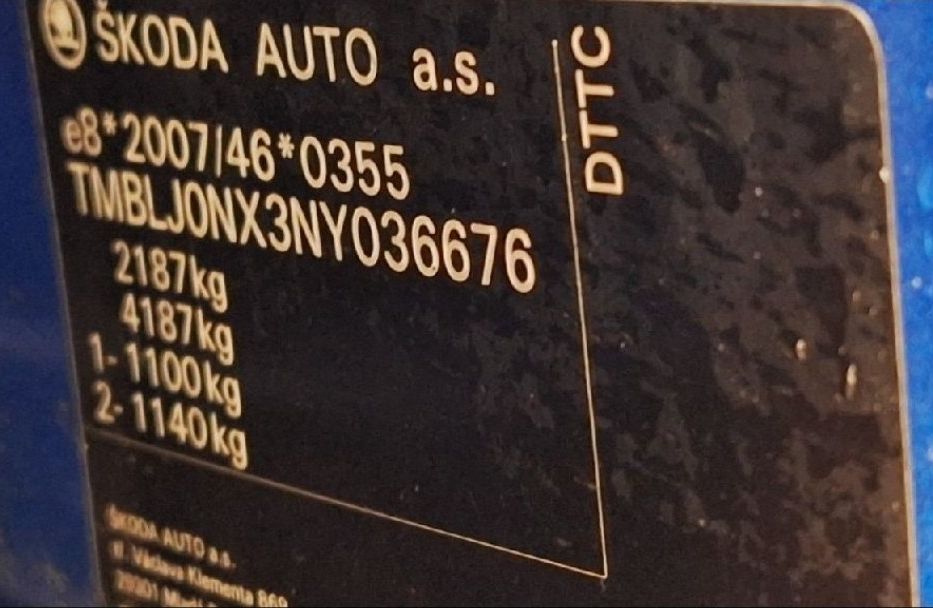 ŠKODA AUTO a.s.
e8*2007/46*0355
TMBLJ0NX3NY036676
2187kg
4187kg
1-1100kg
2-1140kg
DTTC
ŠKODA AUTO a.s.
tř. Václava Klementa 869